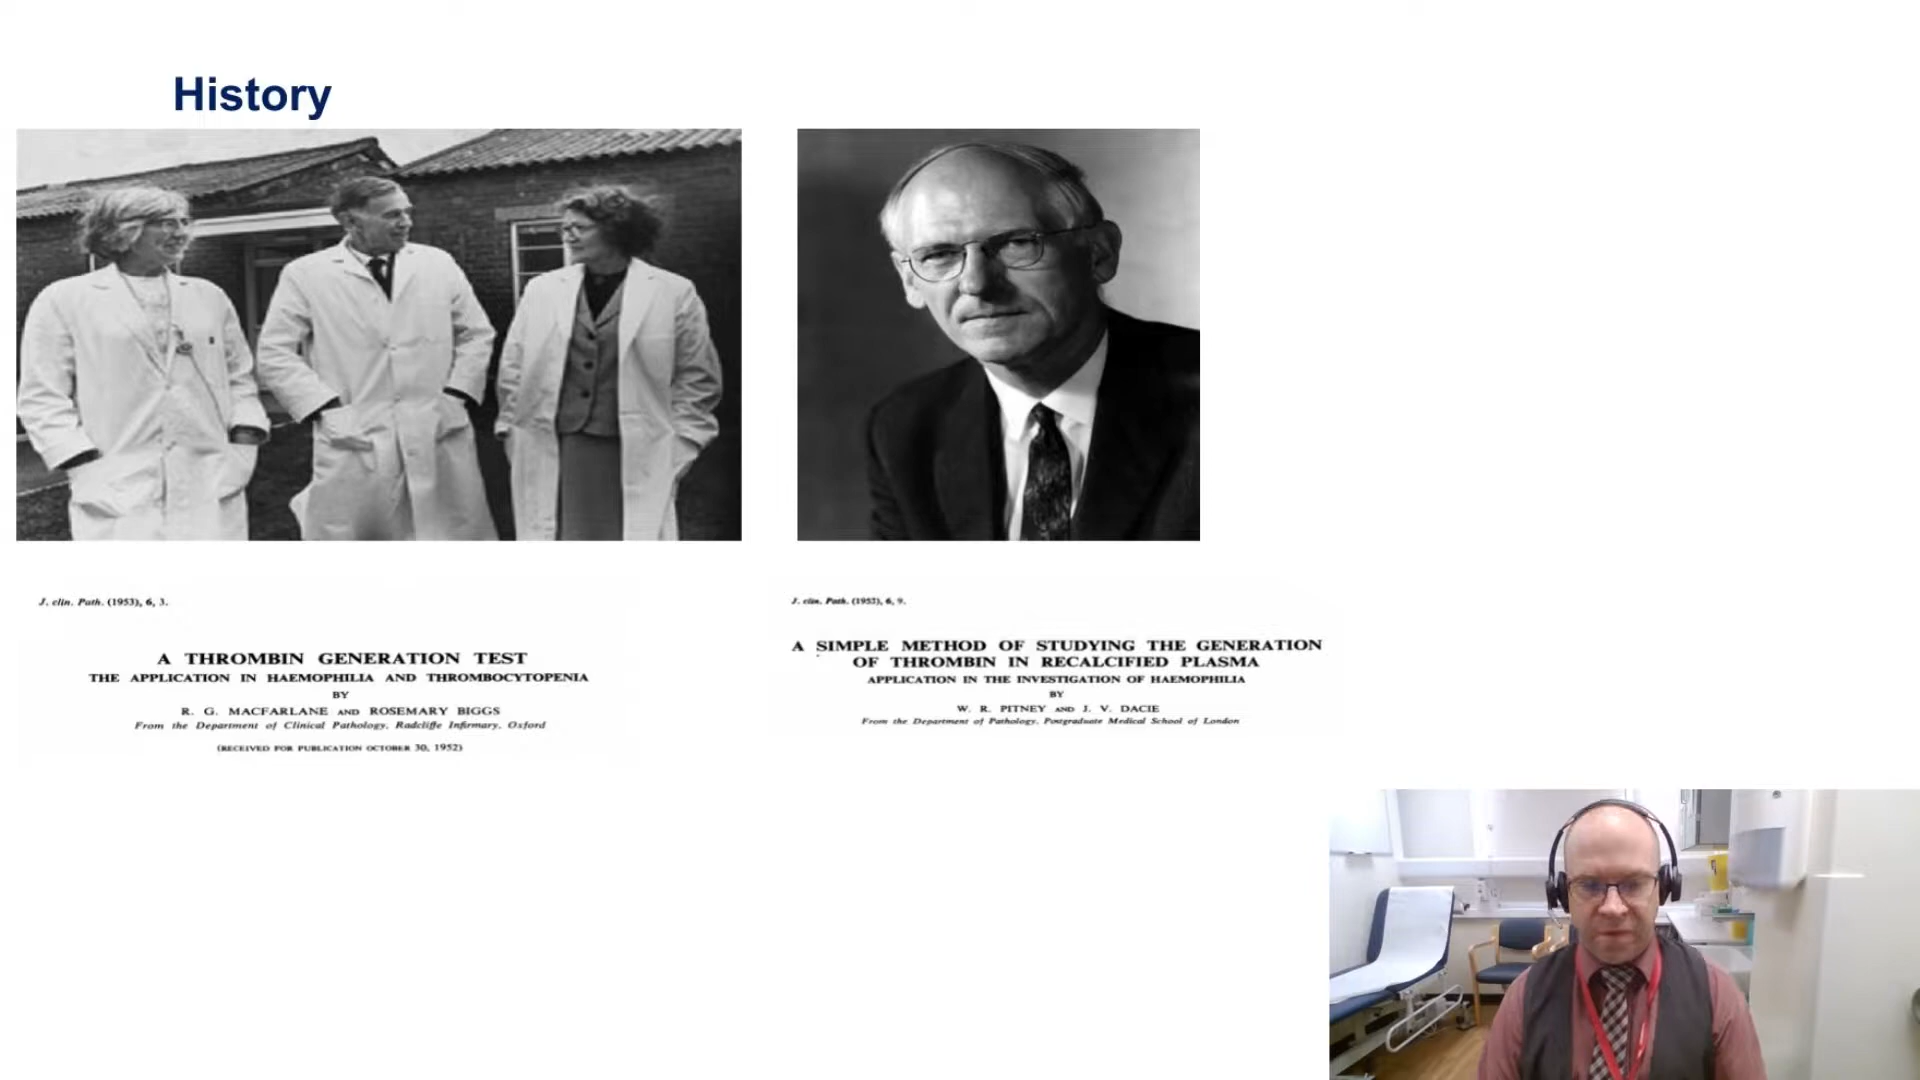 History
J. clin. Path. (1953), 6, 3.
A THROMBIN GENERATION TEST
THE APPLICATION IN HAEMOPHILIA AND THROMBOCYTOPENIA
BY
R. G. MACFARLANE AND ROSEMARY BIGGS
From the Department of Clinical Pathology, Radcliffe Infirmary, Oxford
(RECEIVED FOR PUBLICATION OCTOBER 30, 1952)
J. clin. Path. (1953), 6, 9.
A SIMPLE METHOD OF STUDYING THE GENERATION
OF THROMBIN IN RECALCIFIED PLASMA
APPLICATION IN THE INVESTIGATION OF HAEMOPHILIA
BY
W. R. PITNEY AND J. V. DACIE
From the Department of Pathology, Postgraduate Medical School of London